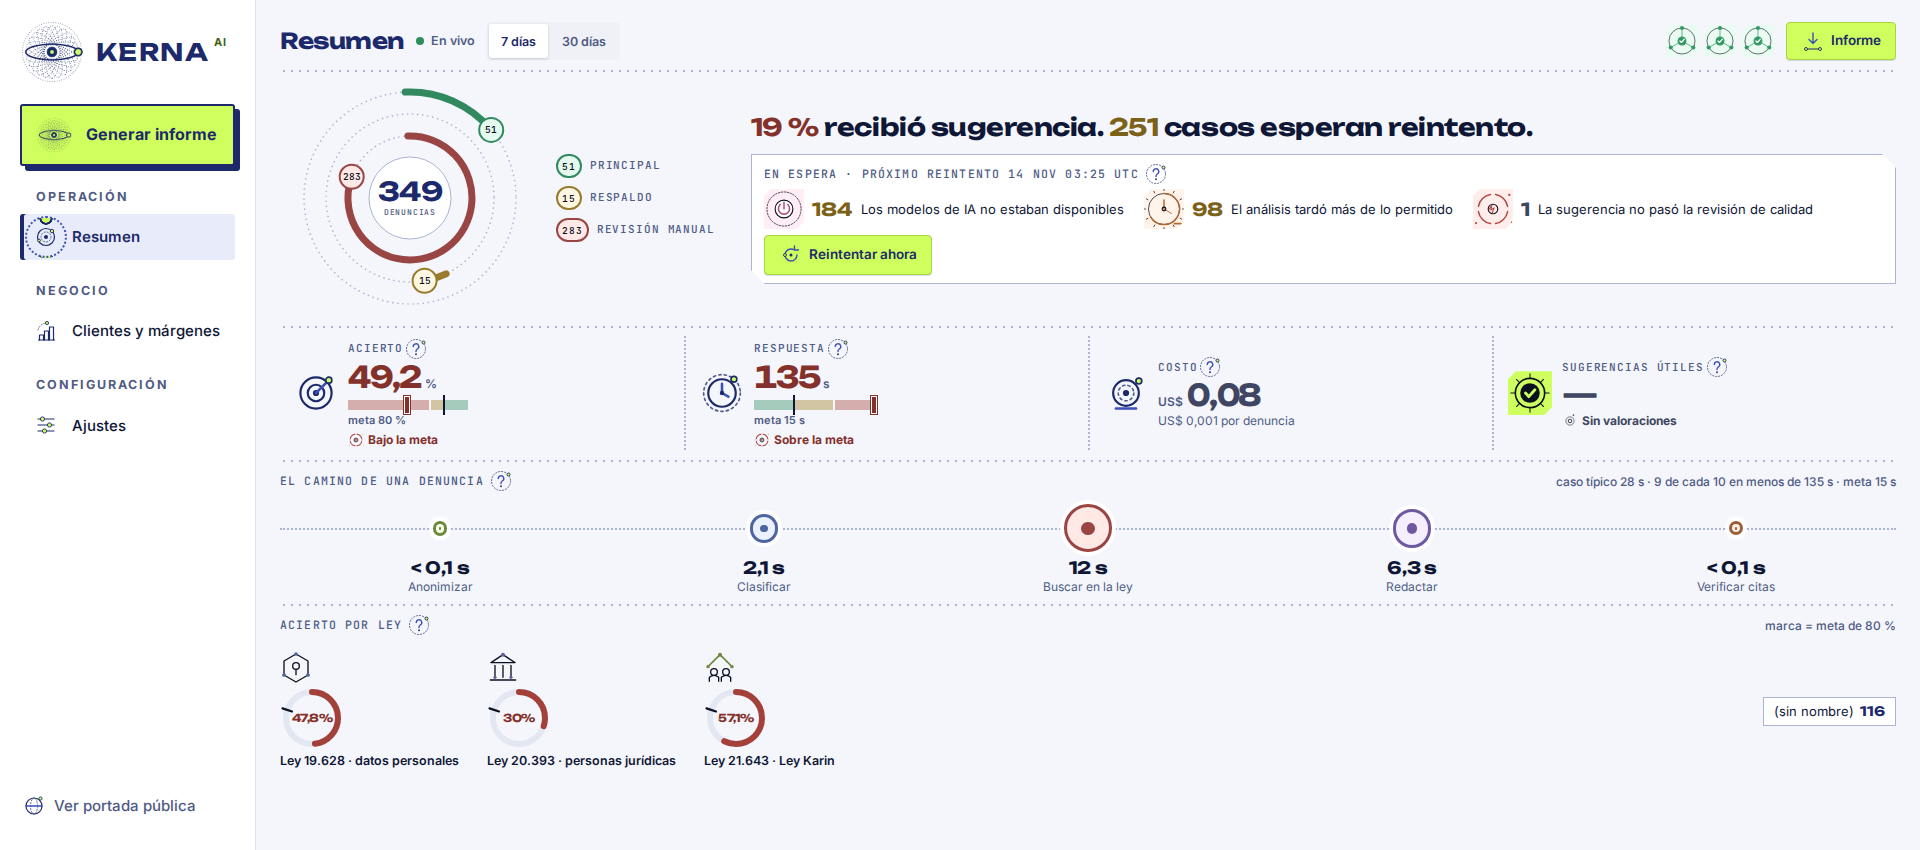 KERNA AI
Generar informe
OPERACIÓN
Resumen
NEGOCIO
Clientes y márgenes
CONFIGURACIÓN
Ajustes
Ver portada pública
Resumen
En vivo
7 días
30 días
Informe
51
283
349
DENUNCIAS
15
51 PRINCIPAL
15 RESPALDO
283 REVISIÓN MANUAL
19 % recibió sugerencia. 251 casos esperan reintento.
EN ESPERA · PRÓXIMO REINTENTO 14 NOV 03:25 UTC ?
184 Los modelos de IA no estaban disponibles
98 El análisis tardó más de lo permitido
1 La sugerencia no pasó la revisión de calidad
Reintentar ahora
ACIERTO ?
49,2 %
meta 80 %
Bajo la meta
RESPUESTA ?
135 s
meta 15 s
Sobre la meta
COSTO ?
US$ 0,08
US$ 0,001 por denuncia
SUGERENCIAS ÚTILES ?
—
Sin valoraciones
EL CAMINO DE UNA DENUNCIA ?
caso típico 28 s · 9 de cada 10 en menos de 135 s · meta 15 s
< 0,1 s
Anonimizar
2,1 s
Clasificar
12 s
Buscar en la ley
6,3 s
Redactar
< 0,1 s
Verificar citas
ACIERTO POR LEY ?
marca = meta de 80 %
47,8%
Ley 19.628 · datos personales
30%
Ley 20.393 · personas jurídicas
57,1%
Ley 21.643 · Ley Karin
(sin nombre) 116